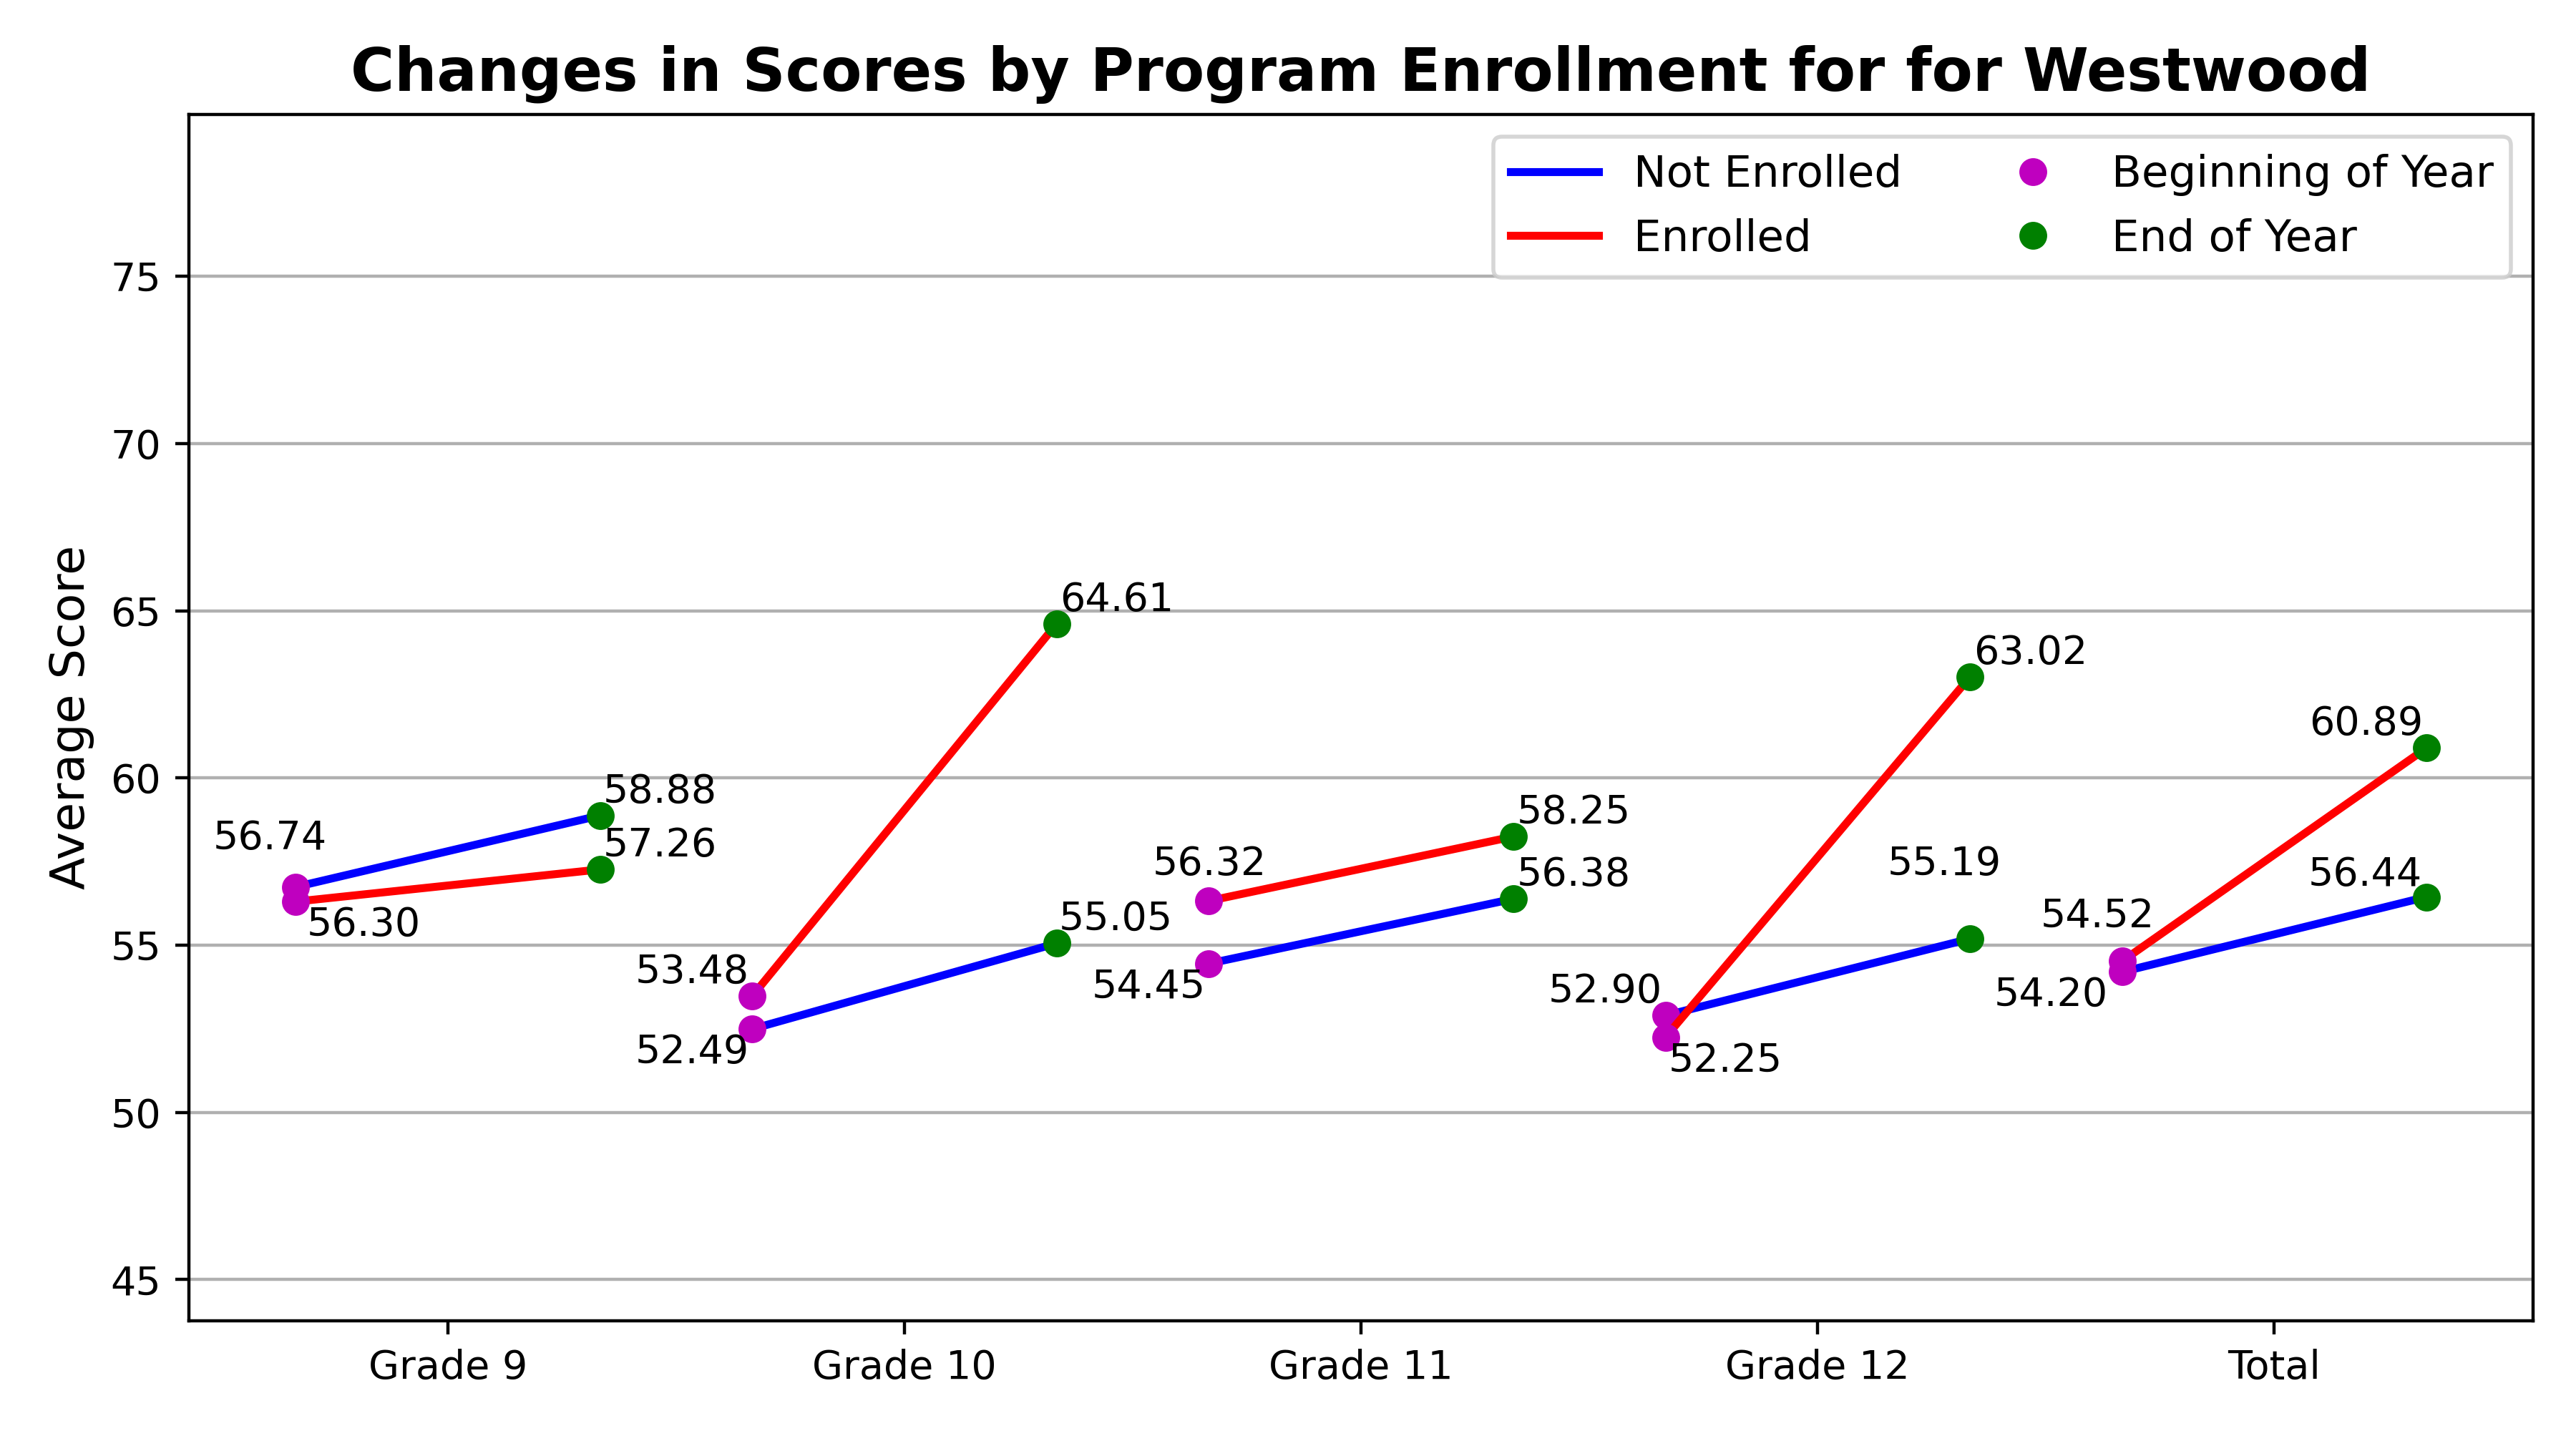 Changes in Scores by Program Enrollment for for Westwood
Not Enrolled
Enrolled
Beginning of Year
End of Year
Average Score
75
70
65
60
55
50
45
56.74
56.30
58.88
57.26
53.48
52.49
64.61
55.05
56.32
54.45
58.25
56.38
52.90
52.25
63.02
55.19
54.52
54.20
60.89
56.44
Grade 9
Grade 10
Grade 11
Grade 12
Total